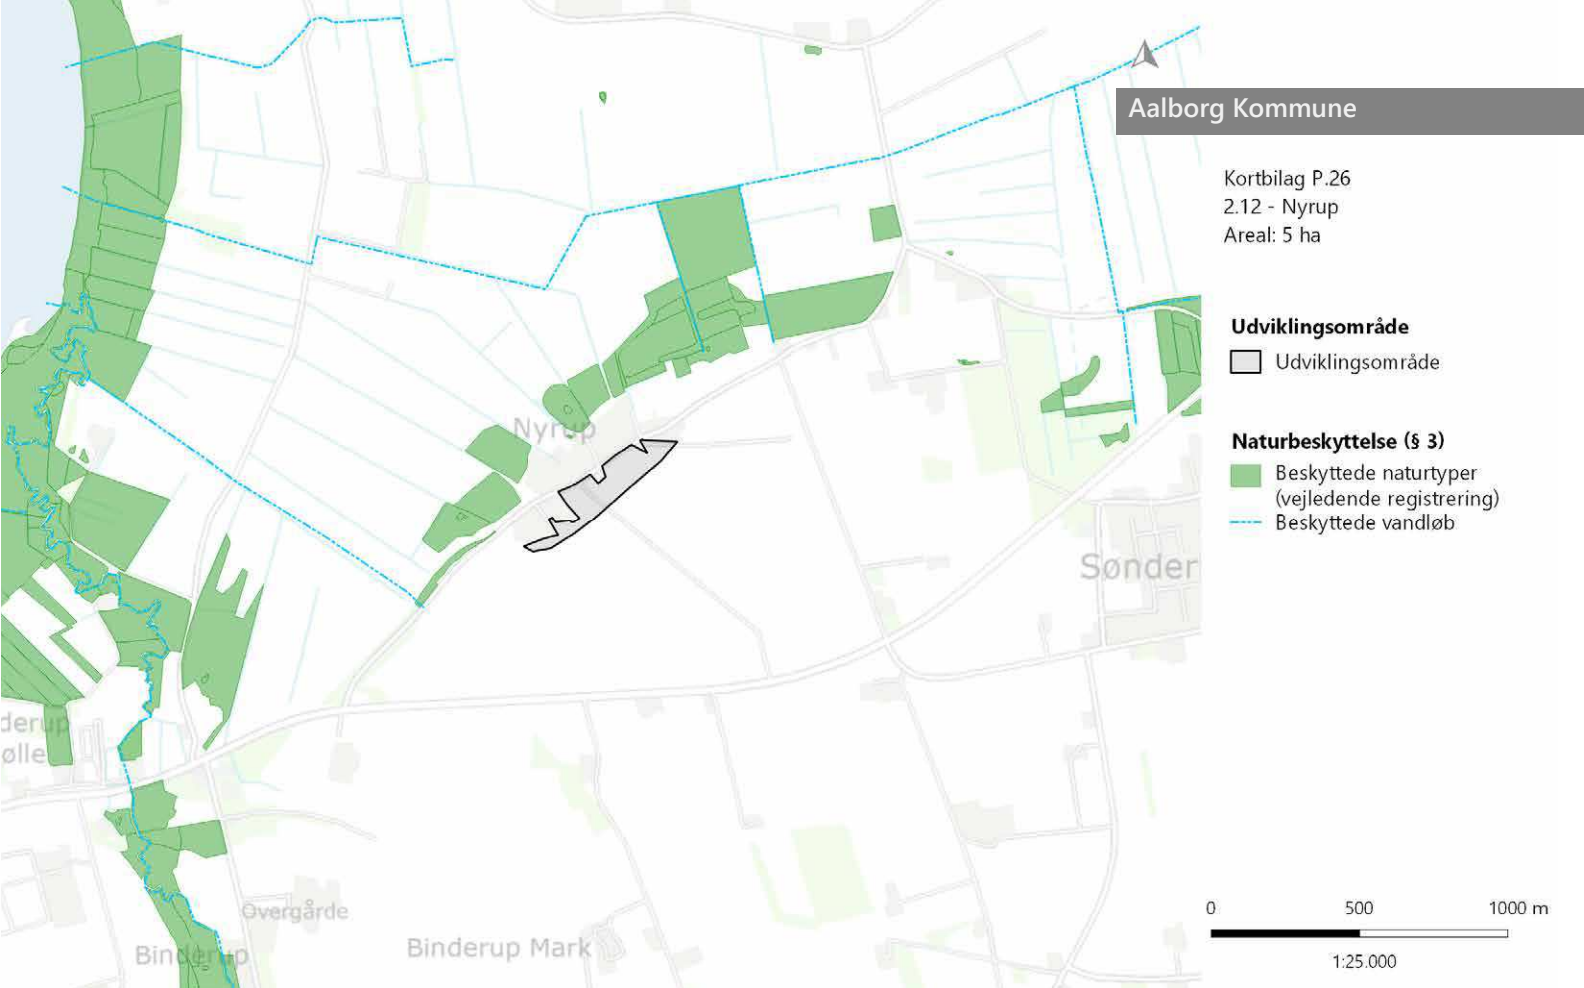 Aalborg Kommune
Kortbilag P.26
2.12 - Nyrup
Areal: 5 ha
Udviklingsområde
Udviklingsområde
Naturbeskyttelse (§ 3)
Beskyttede naturtyper
(vejledende registrering)
Beskyttede vandløb
Nyrup
Sønder
derup
ølle
Overgårde
Binderup
Binderup Mark
0 500 1000 m
1:25.000